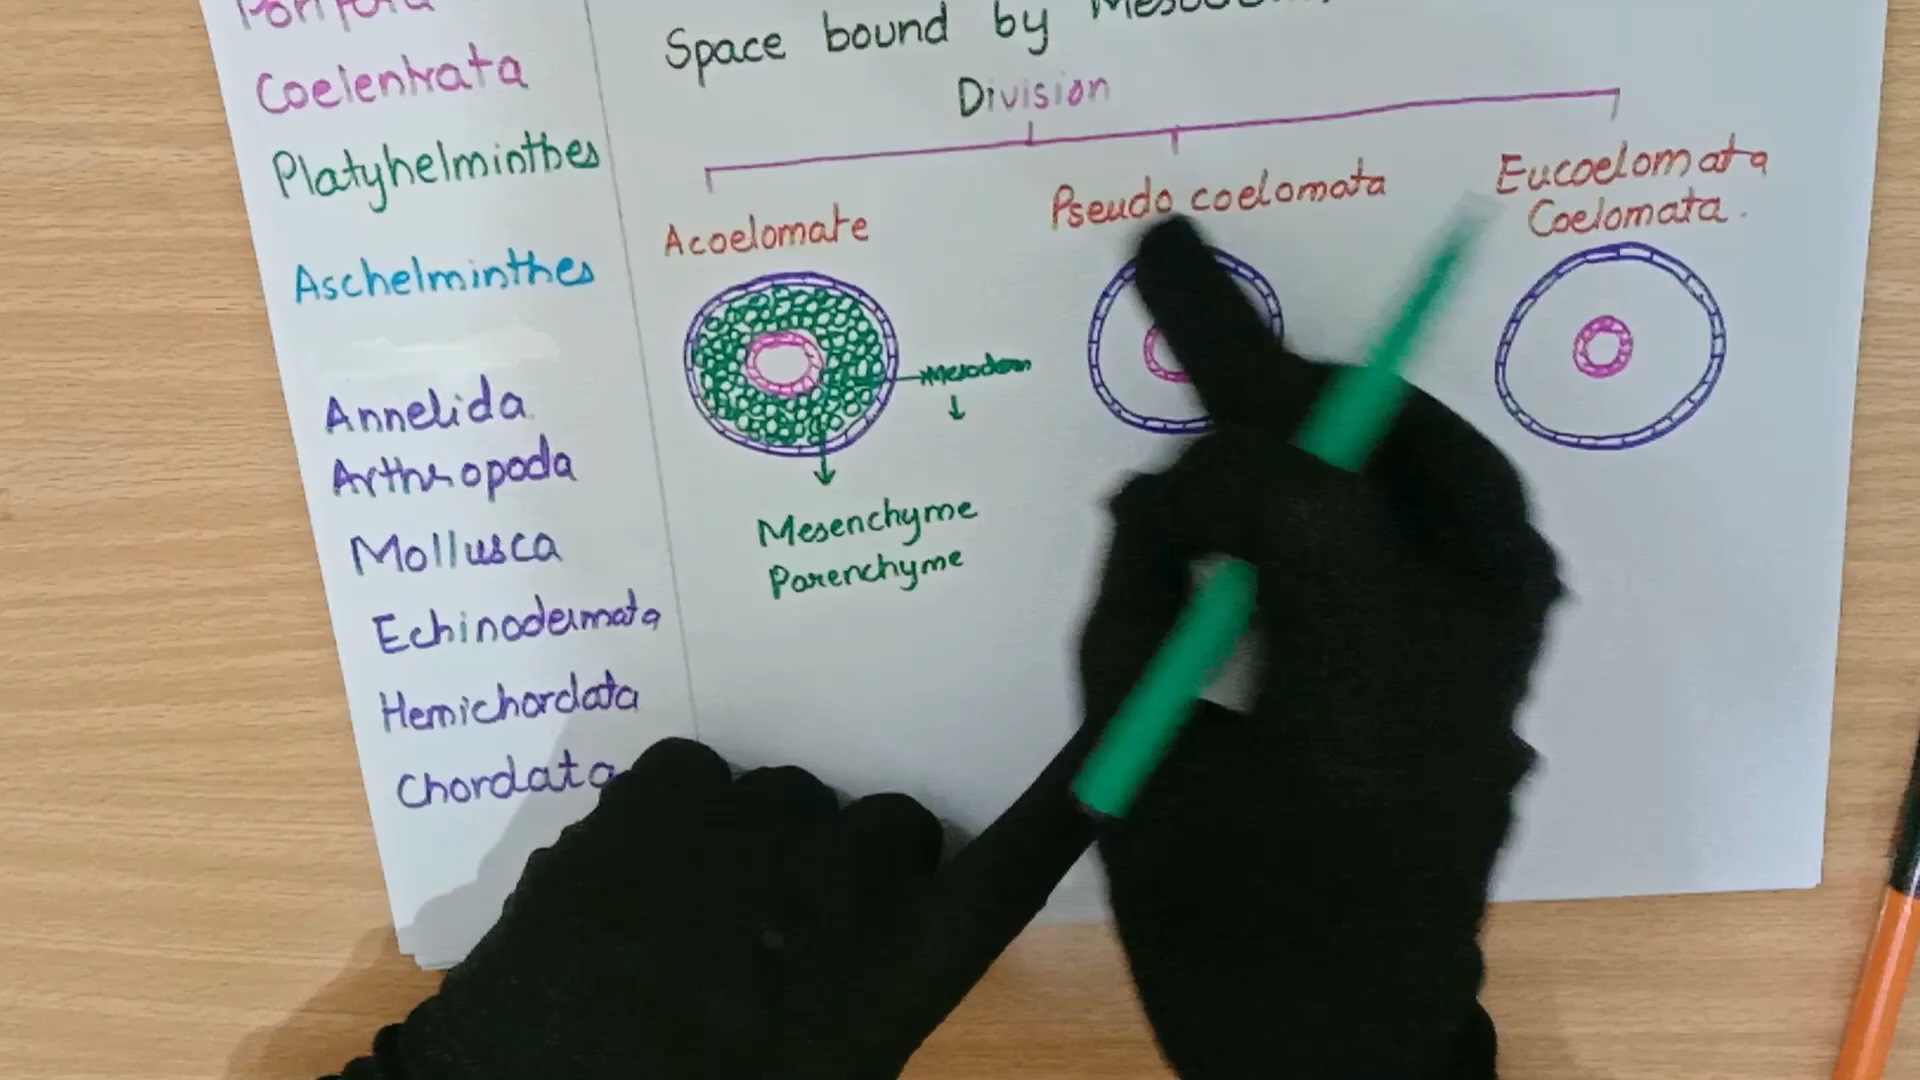 Coelentrata
Platyhelminthes
Aschelminthes
Annelida
Arthropoda
Mollusca
Echinodermata
Hemichordata
Chordata
Space bound by
Division
Acoelomate
Pseudo coelomata
Eucoelomata
Coelomata.
Mesoderm
Mesenchyme
Parenchyme